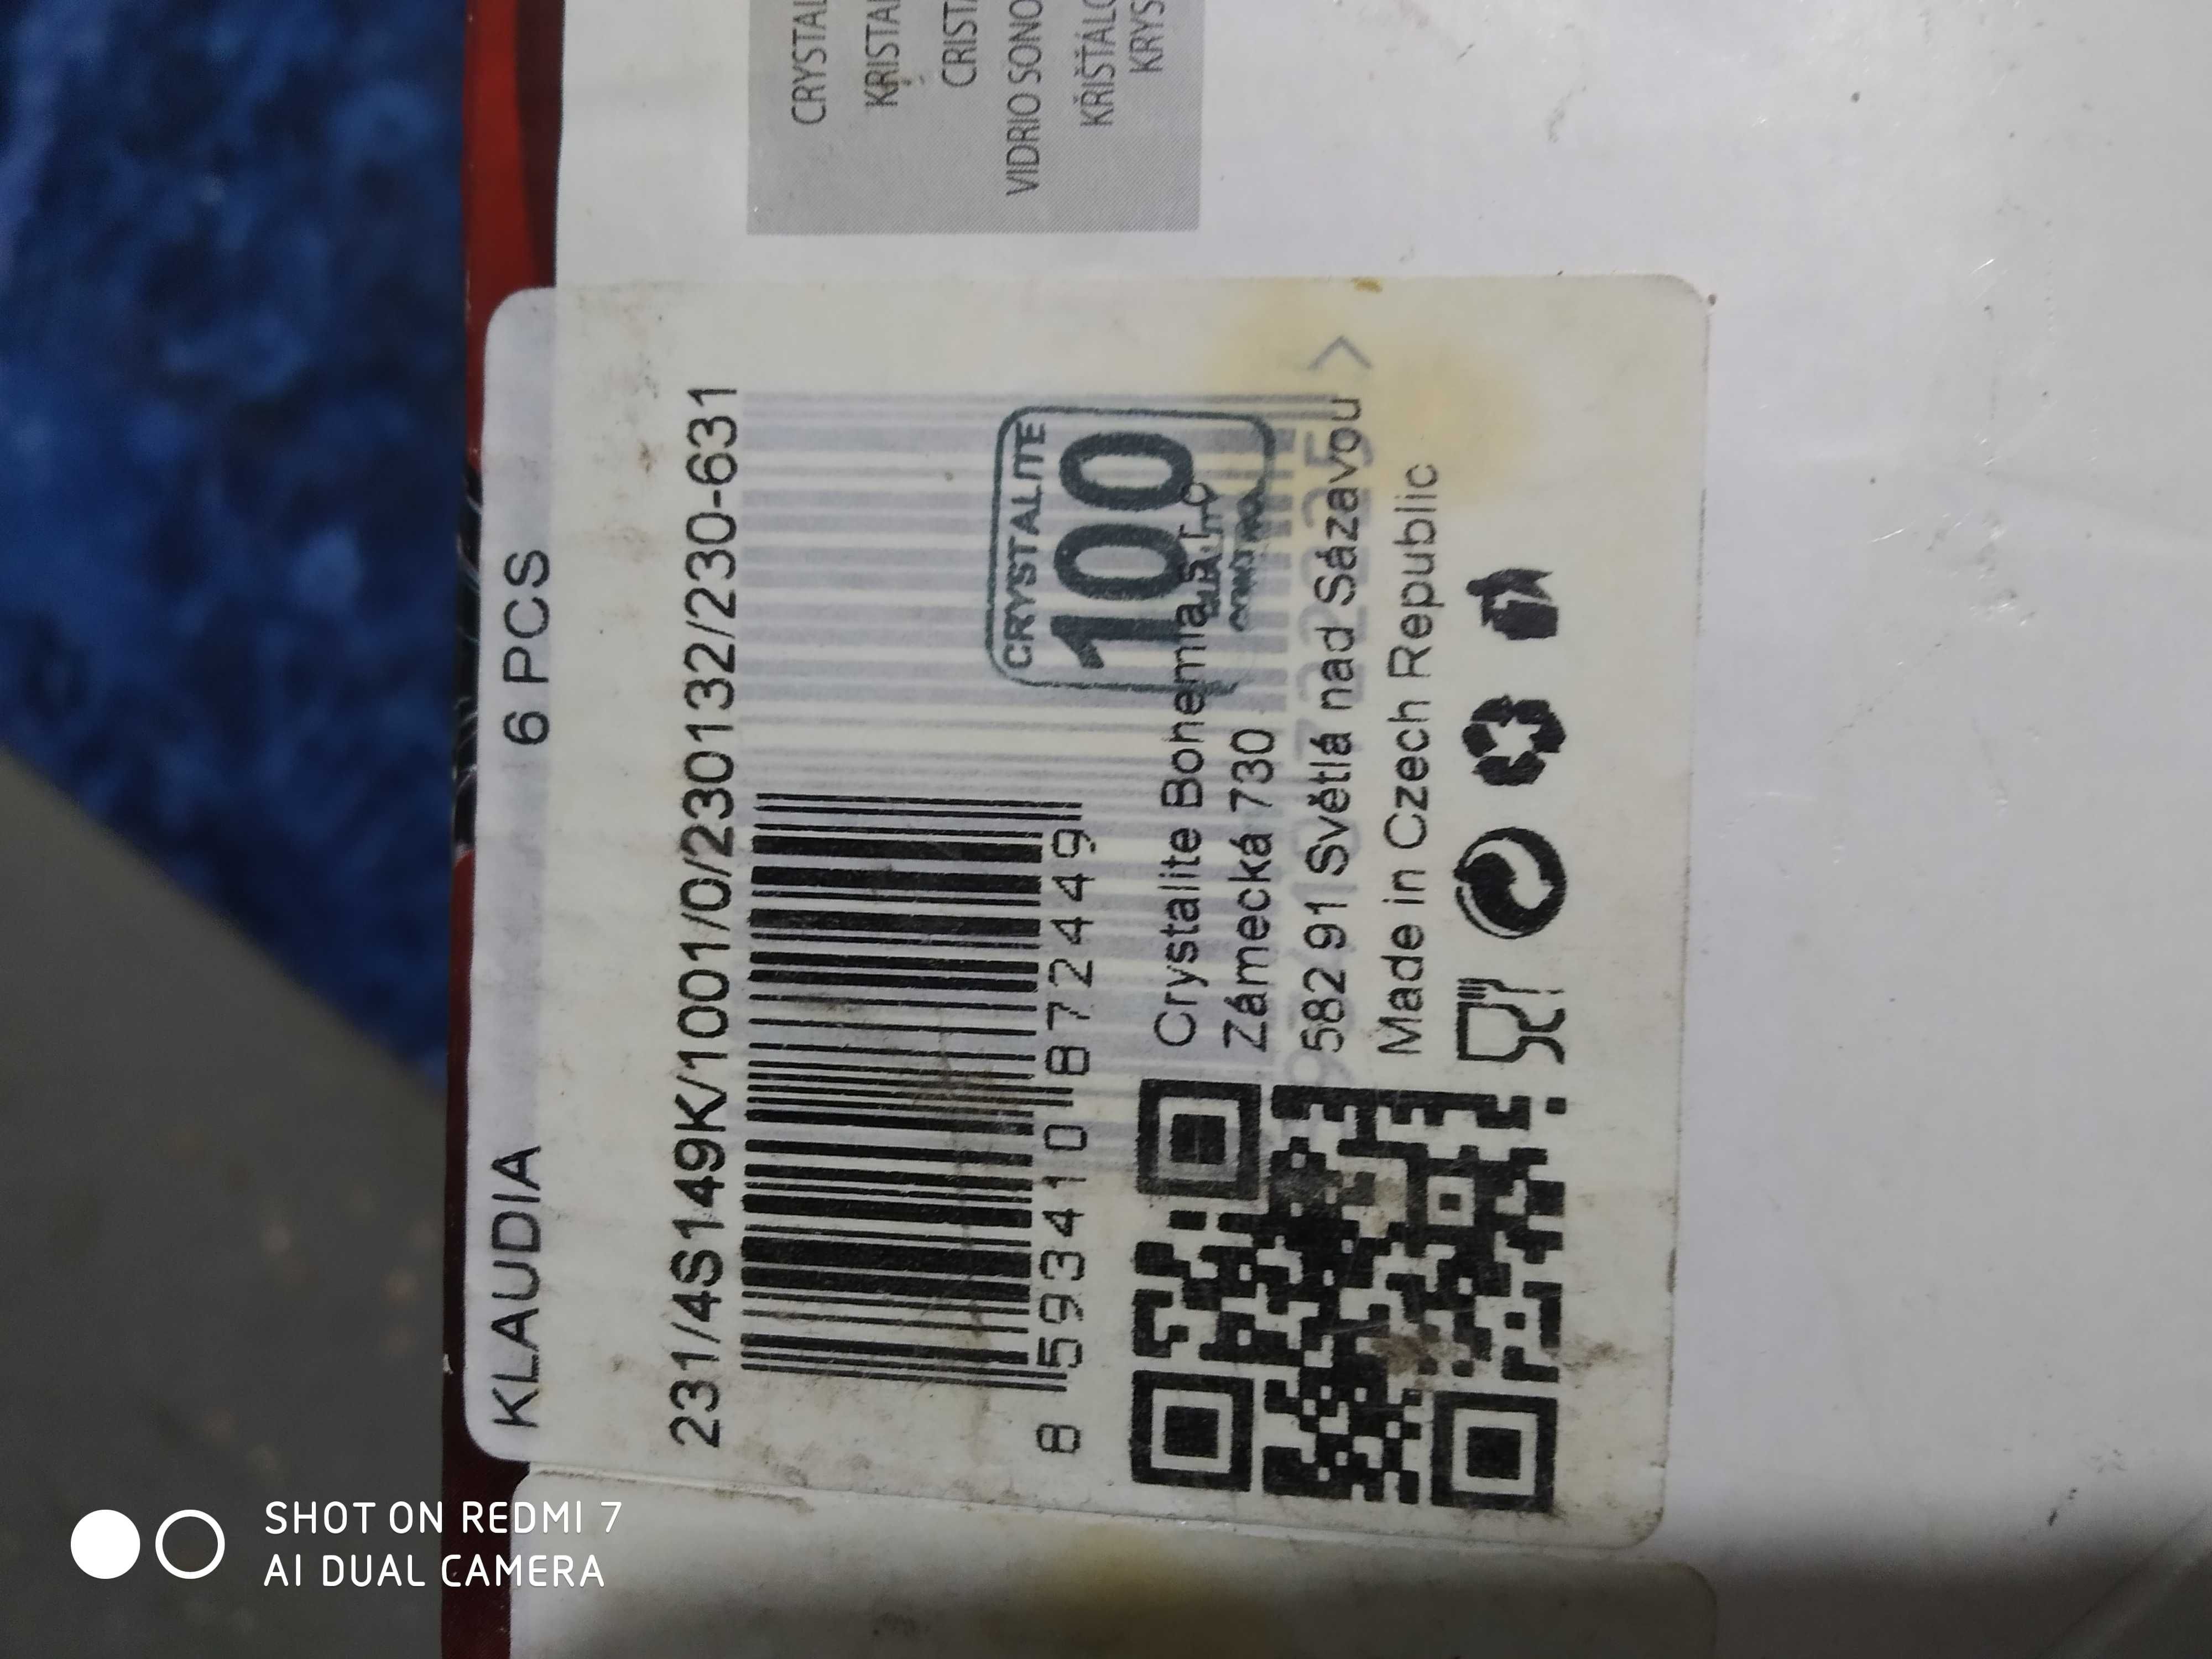 CRYSTAL
KRISTAL
CRISTA
VIDRIO SONO
KŘIŠŤÁLO
KRYS
KLAUDIA 6 PCS
231/4S149K/1001/0/230132/230-631
8 593410 872449
CRYSTALITE
100
Crystalite Bohemia, s.r.o
Zámecká 730
582 91 Světlá nad Sázavou
Made in Czech Republic
SHOT ON REDMI 7
AI DUAL CAMERA